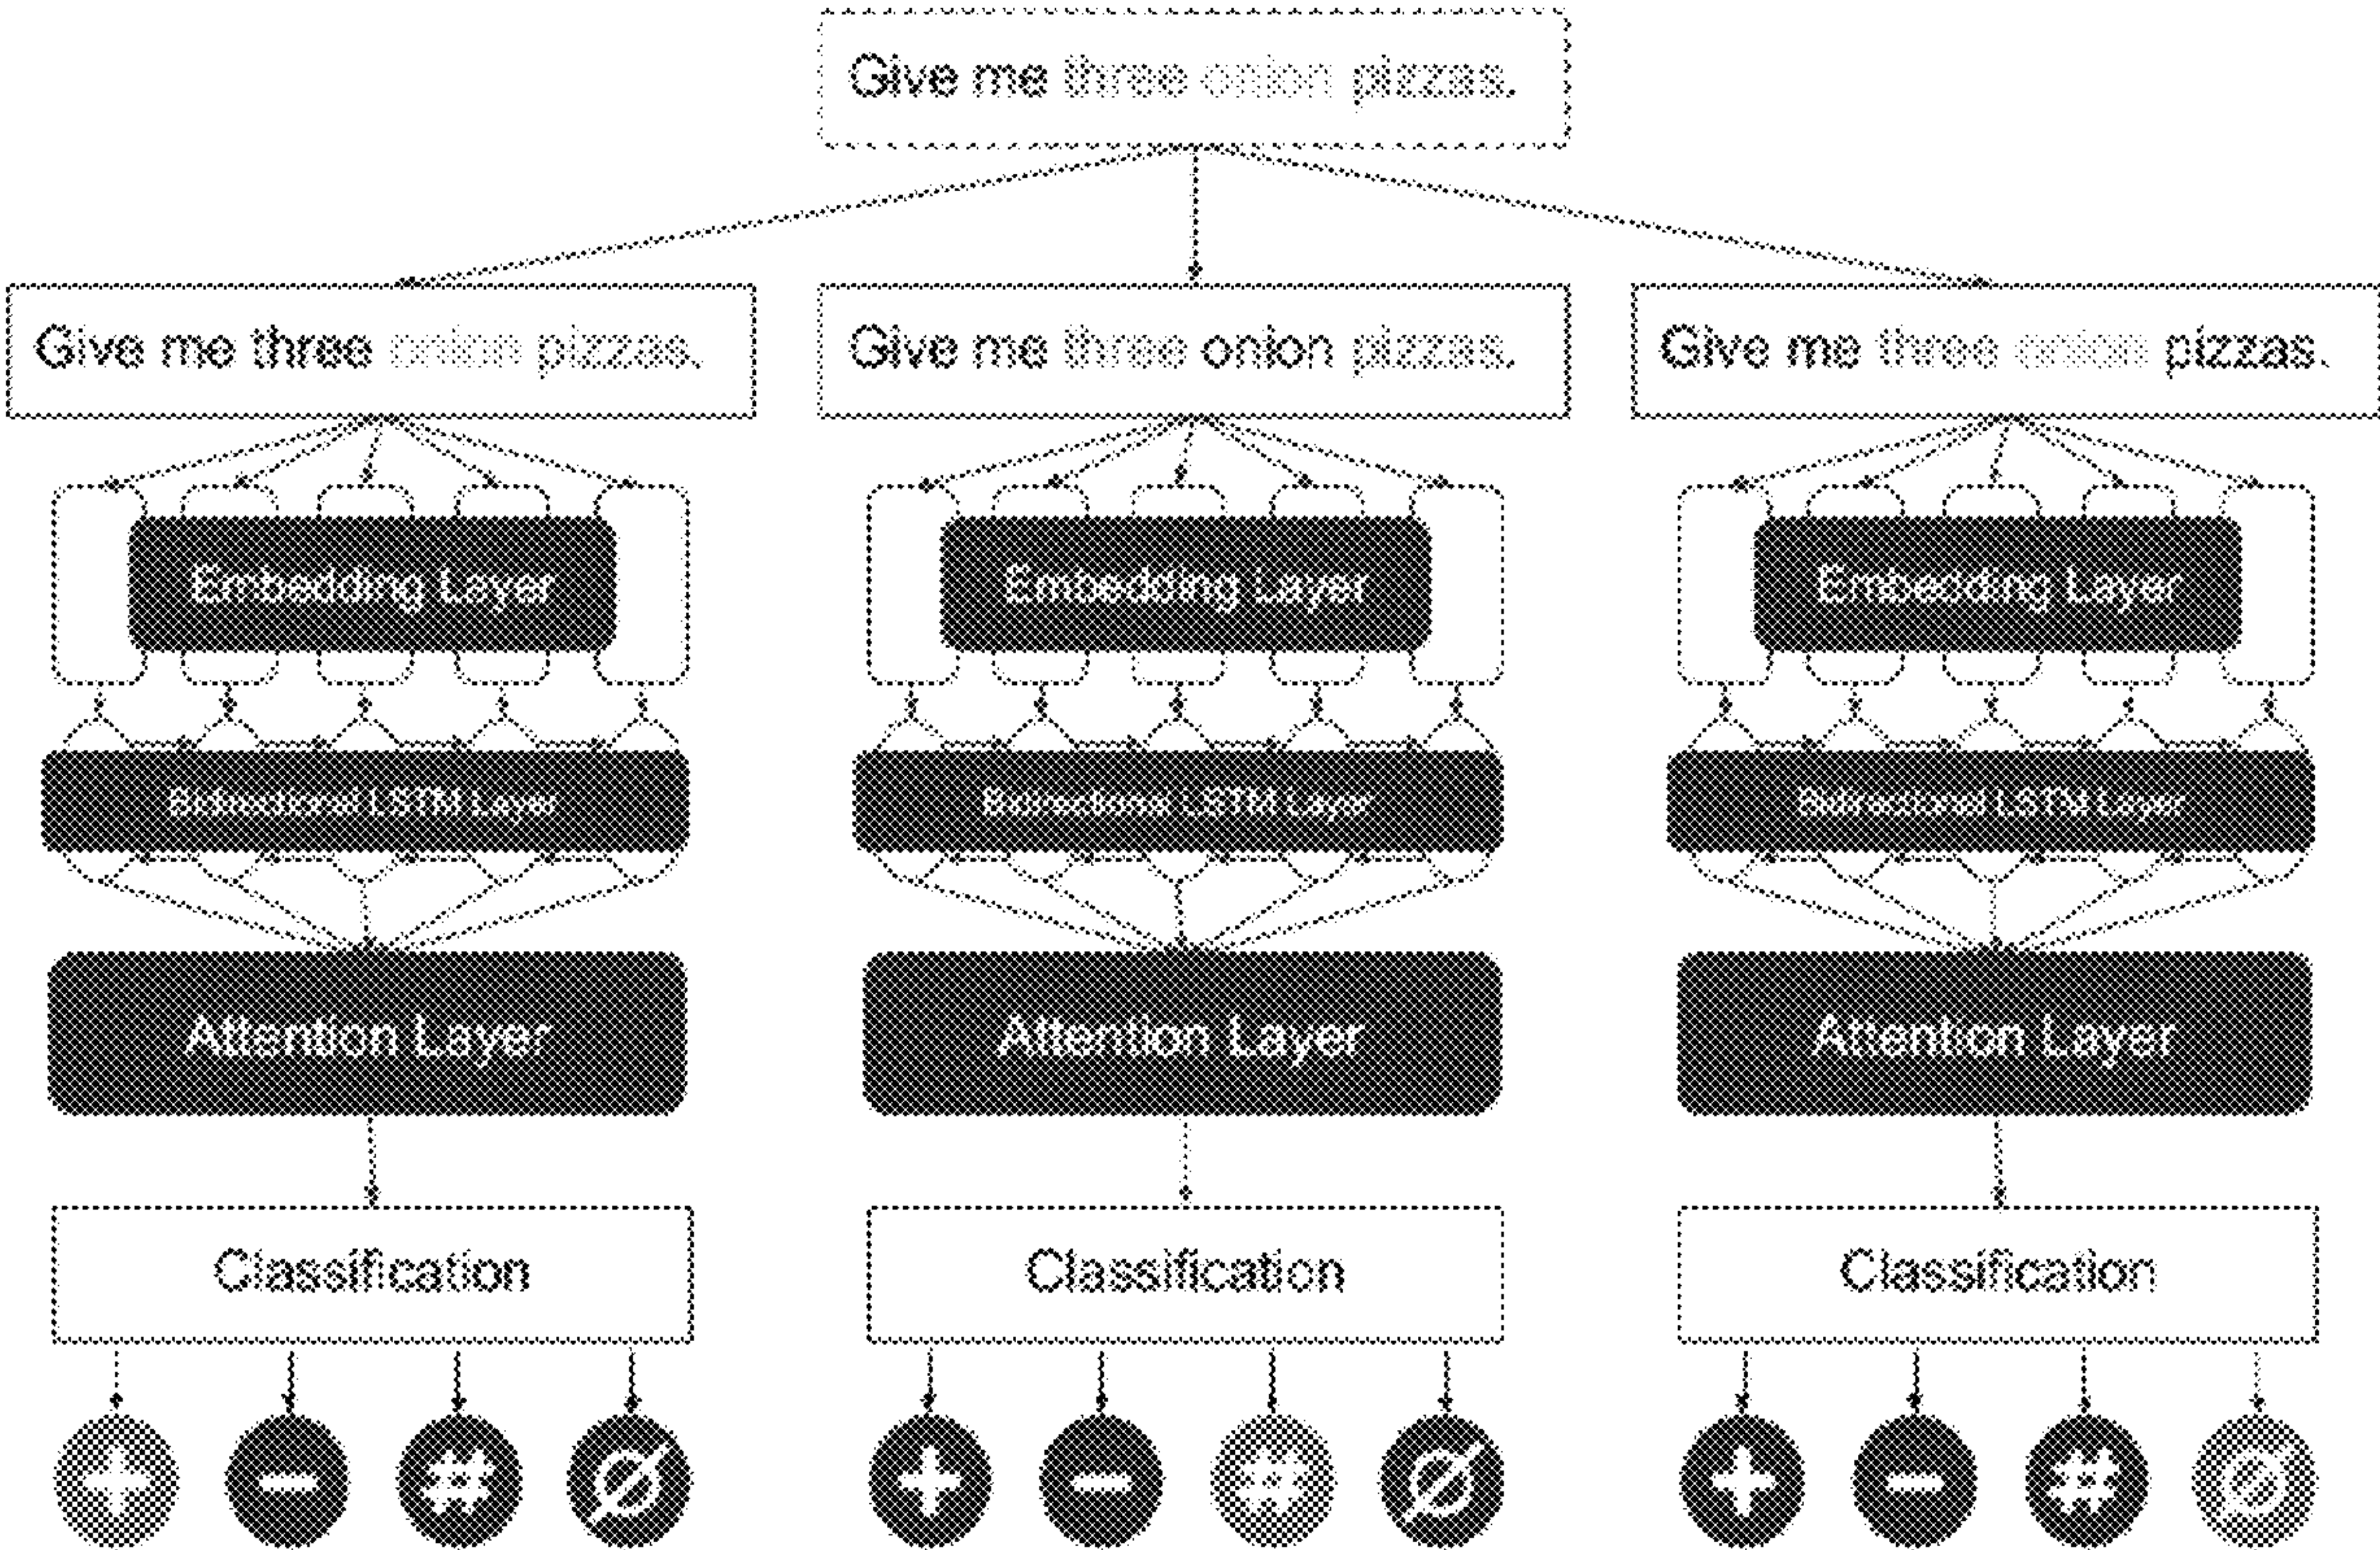 Give me three onion pizzas.
Give me three onion pizzas.
Give me three onion pizzas.
Give me three onion pizzas.
Embedding Layer
Embedding Layer
Embedding Layer
Bidirectional LSTM Layer
Bidirectional LSTM Layer
Bidirectional LSTM Layer
Attention Layer
Attention Layer
Attention Layer
Classification
Classification
Classification
+ − # Ø
+ − # Ø
+ − # Ø